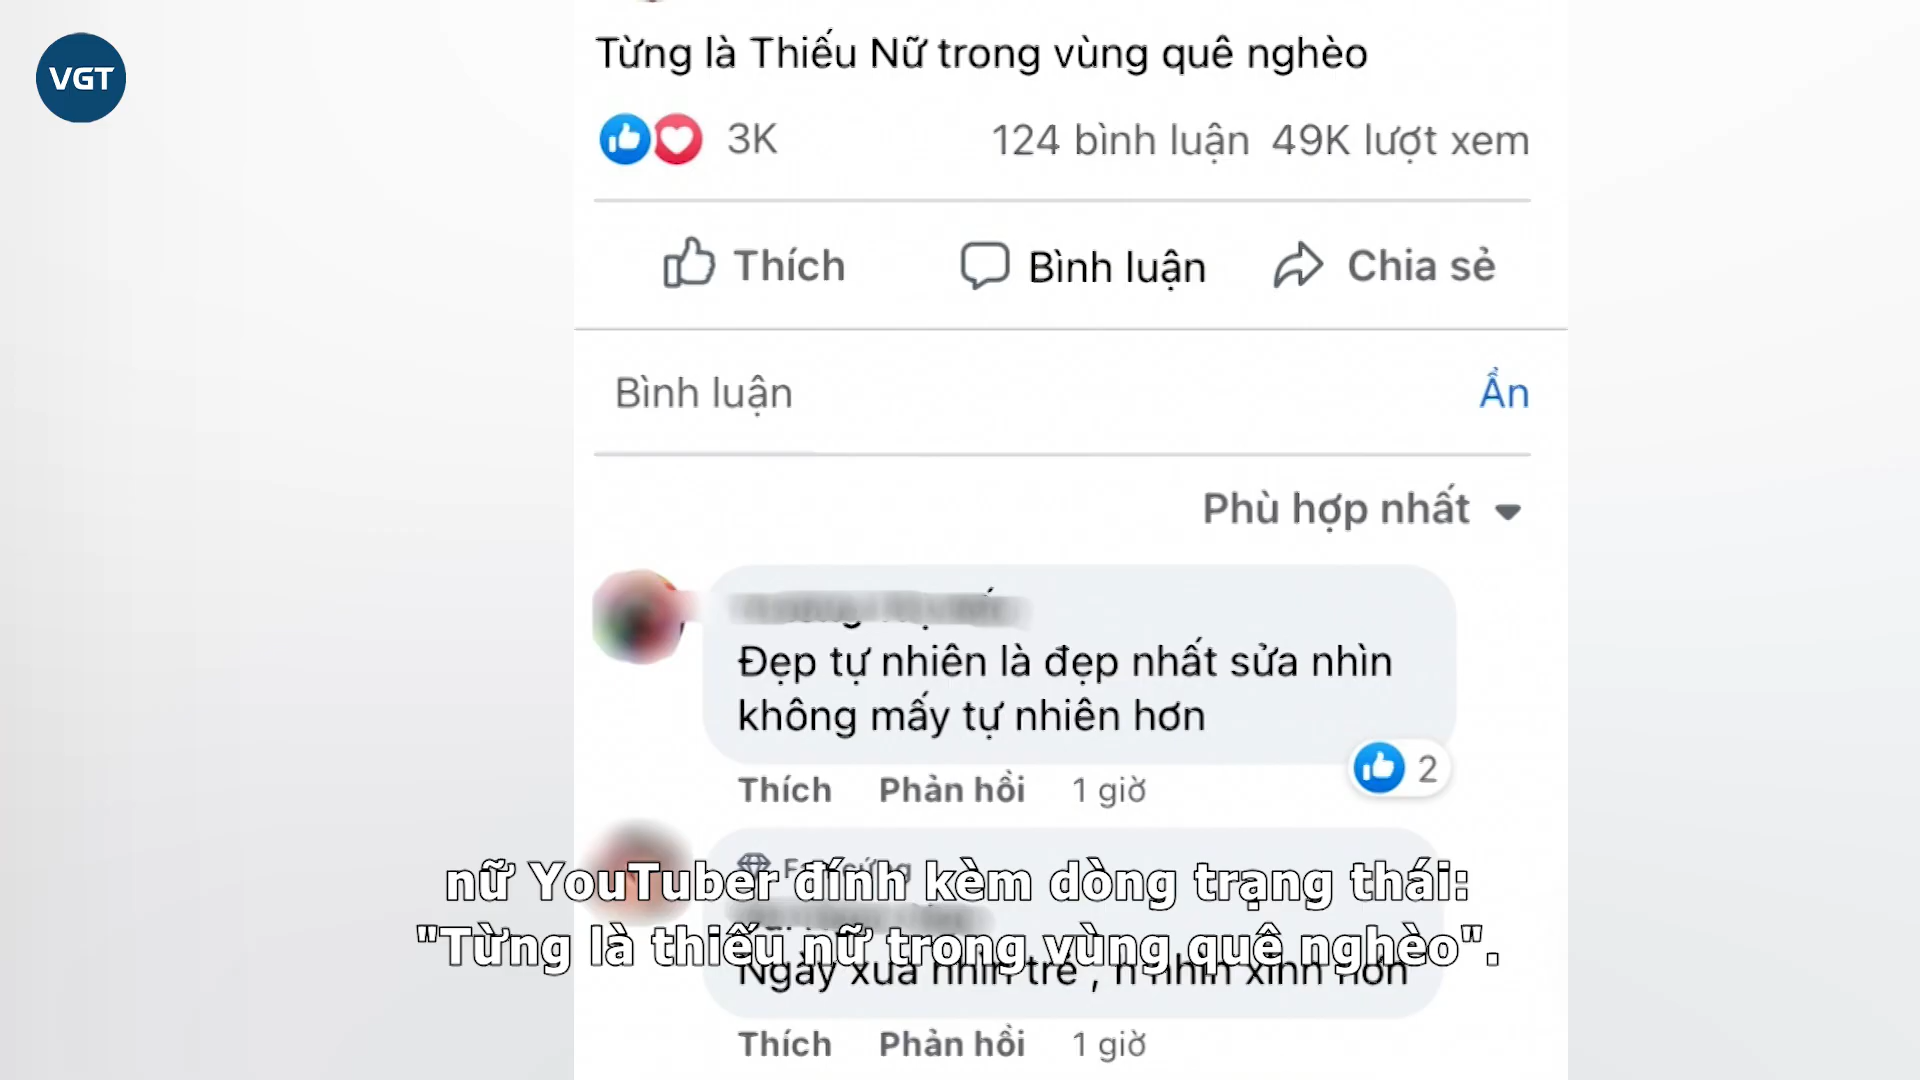 VGT
Từng là Thiếu Nữ trong vùng quê nghèo
3K 124 bình luận 49K lượt xem
Thích Bình luận Chia sẻ
Bình luận Ẩn
Phù hợp nhất
Đẹp tự nhiên là đẹp nhất sửa nhìn
không mấy tự nhiên hơn
2
Thích Phản hồi 1 giờ
Fan cứng
nữ YouTuber đính kèm dòng trạng thái:
"Từng là thiếu nữ trong vùng quê nghèo".
Ngày xưa nhìn trẻ , n nhìn xinh hơn
Thích Phản hồi 1 giờ